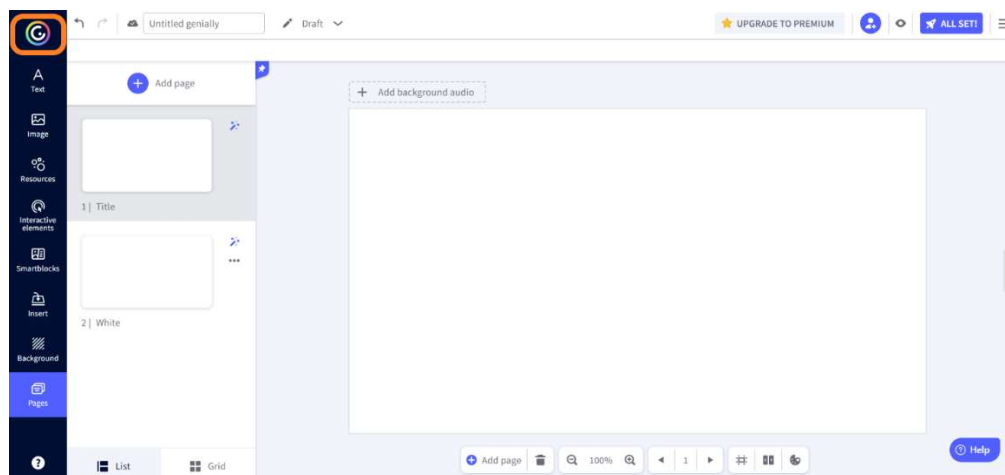 Untitled genially
Draft
UPGRADE TO PREMIUM
ALL SET!
Text
Image
Resources
Interactive
elements
Smartblocks
Insert
Background
Pages
?
Add page
1 | Title
2 | White
List
Grid
+ Add background audio
Add page
100%
1
? Help